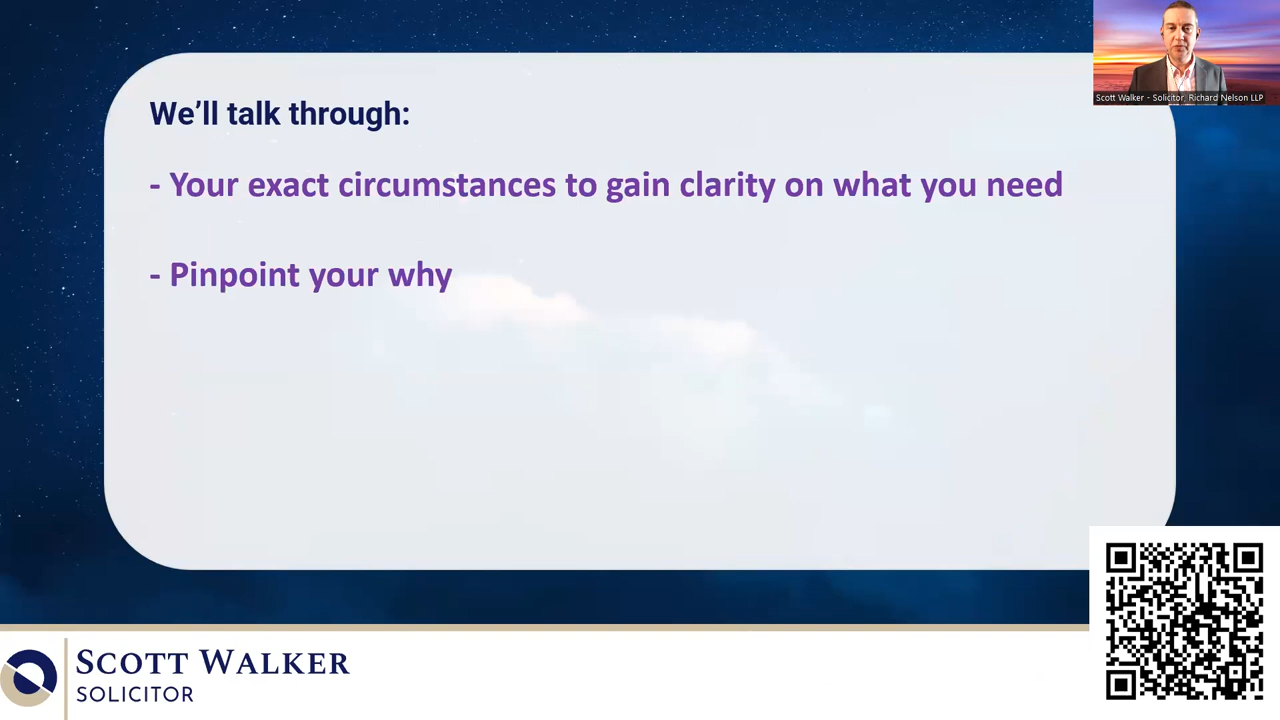 Scott Walker - Solicitor, Richard Nelson LLP
We’ll talk through:
- Your exact circumstances to gain clarity on what you need
- Pinpoint your why
SCOTT WALKER
SOLICITOR